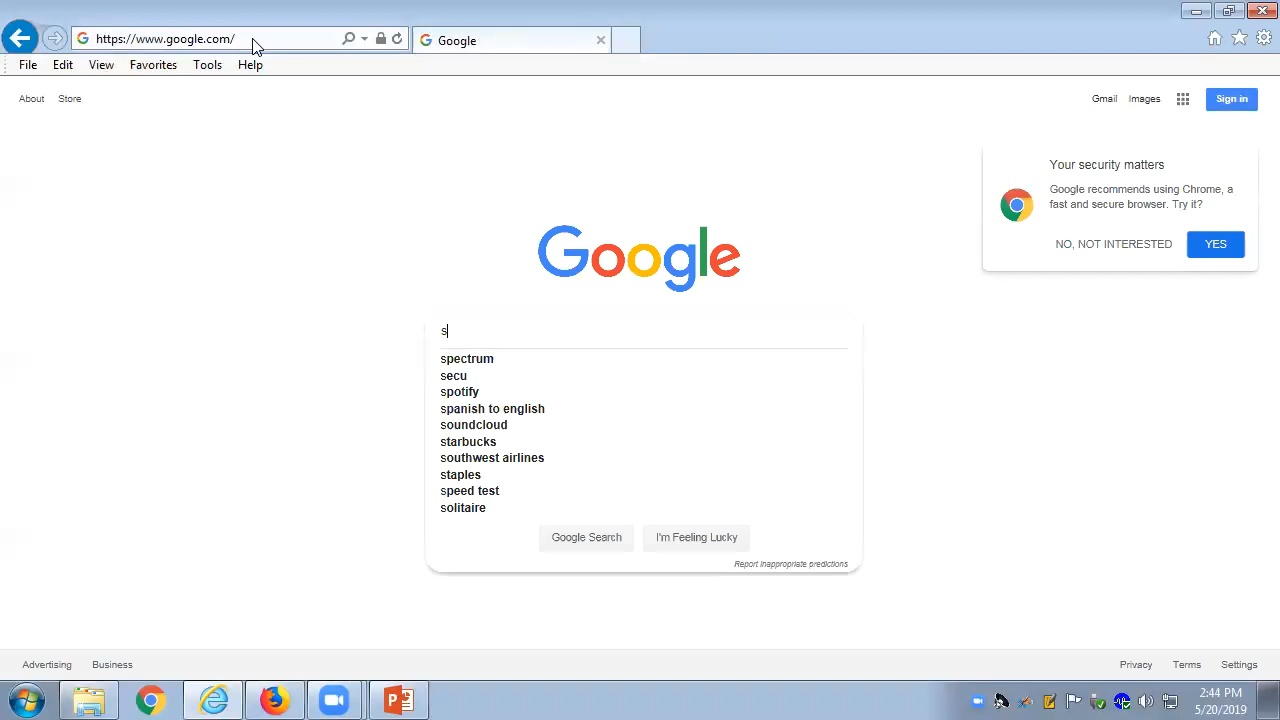 https://www.google.com/
Google
File Edit View Favorites Tools Help
About Store
Gmail Images Sign in
Your security matters
Google recommends using Chrome, a
fast and secure browser. Try it?
NO, NOT INTERESTED YES
Google
s
spectrum
secu
spotify
spanish to english
soundcloud
starbucks
southwest airlines
staples
speed test
solitaire
Google Search I'm Feeling Lucky
Report inappropriate predictions
Advertising Business
Privacy Terms Settings
2:44 PM
5/20/2019